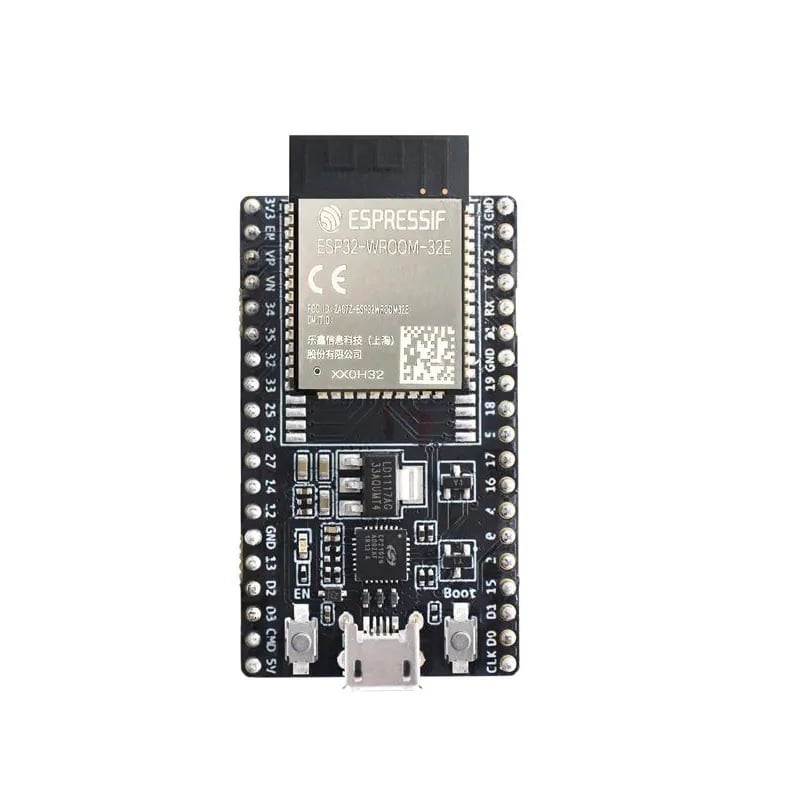 ESPRESSIF
ESP32-WROOM-32E
CE
FCC ID:2AC7Z-ESP32WROOM32E
乐鑫信息科技(上海)
股份有限公司
XX0H32
3V3
EN
VP
VN
34
35
32
33
25
26
27
14
12
GND
13
D2
D3
CMD
5V
GND
23
22
TX
RX
21
GND
19
18
5
17
16
4
0
2
15
D1
D0
CLK
LD1117AG
33AQUMT4
EN
Boot